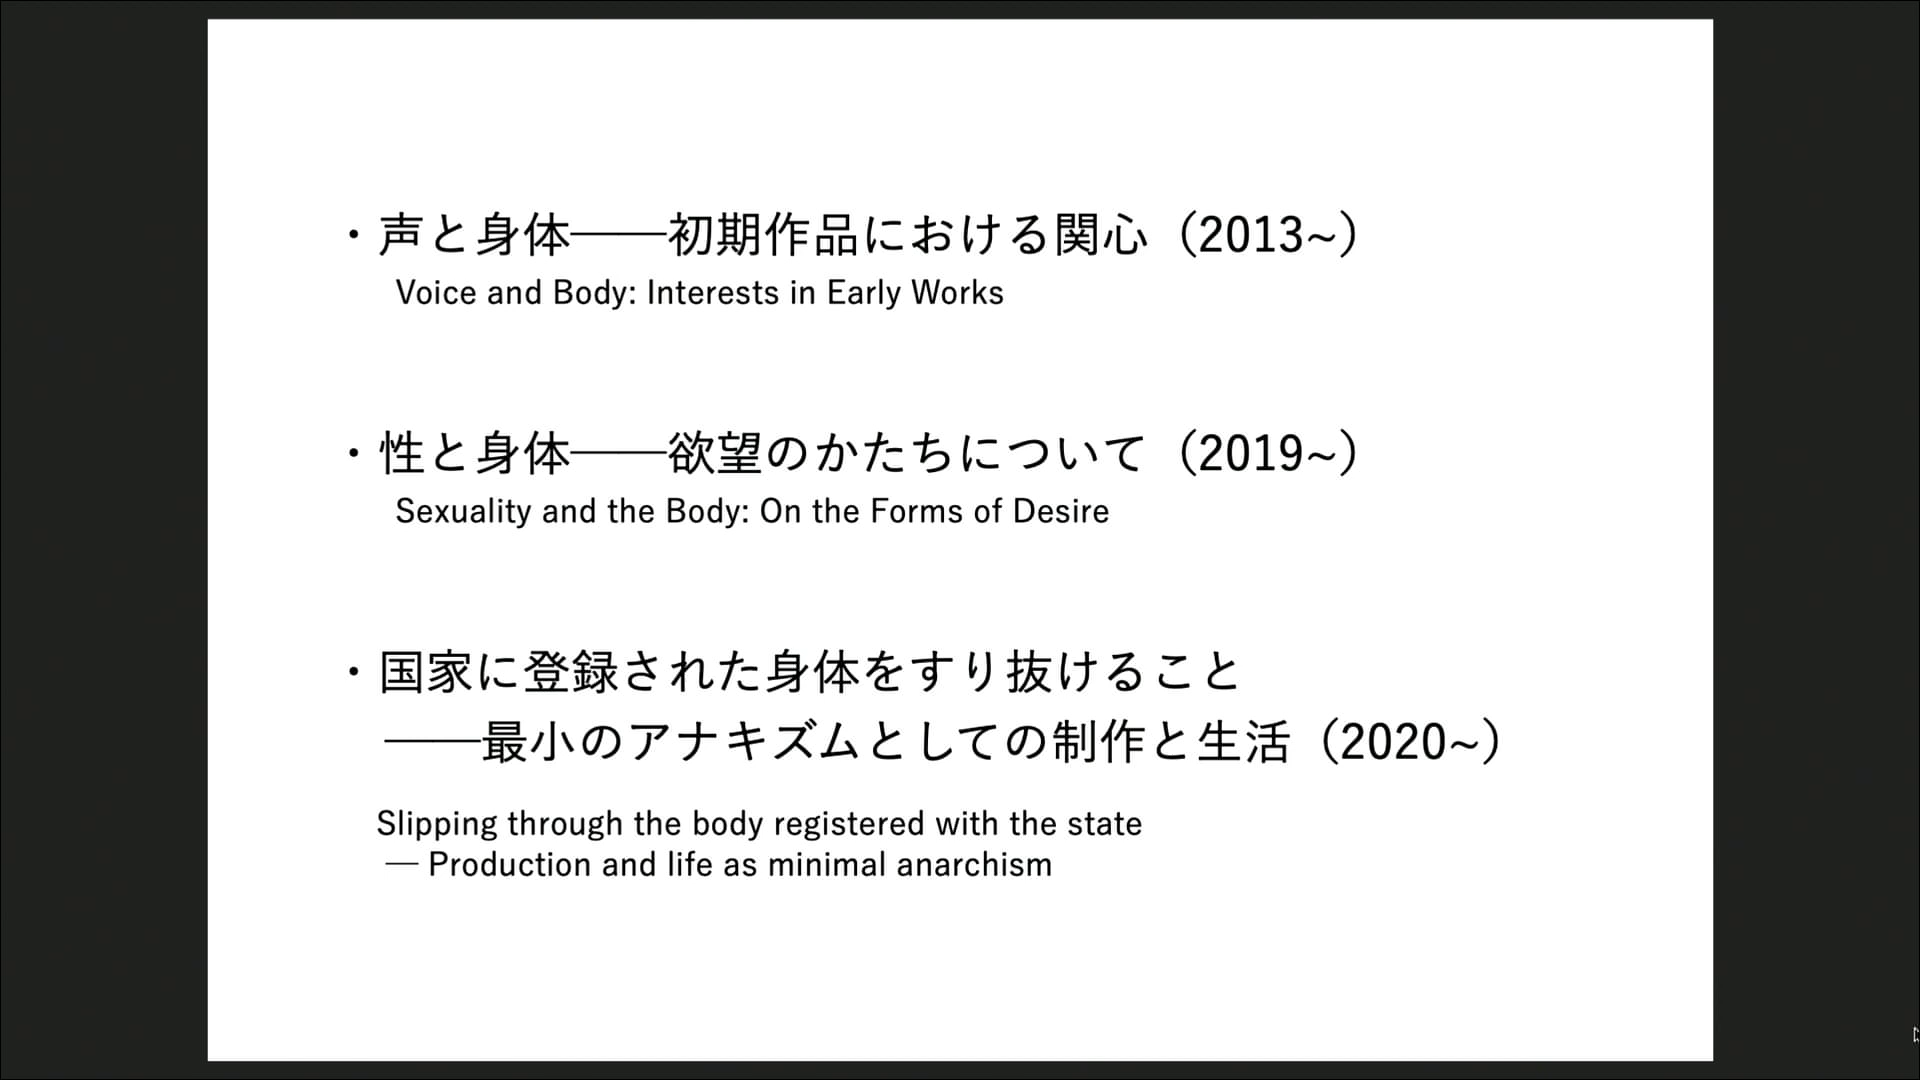 ・声と身体——初期作品における関心（2013~）
Voice and Body: Interests in Early Works
・性と身体——欲望のかたちについて（2019~）
Sexuality and the Body: On the Forms of Desire
・国家に登録された身体をすり抜けること
——最小のアナキズムとしての制作と生活（2020~）
Slipping through the body registered with the state
— Production and life as minimal anarchism